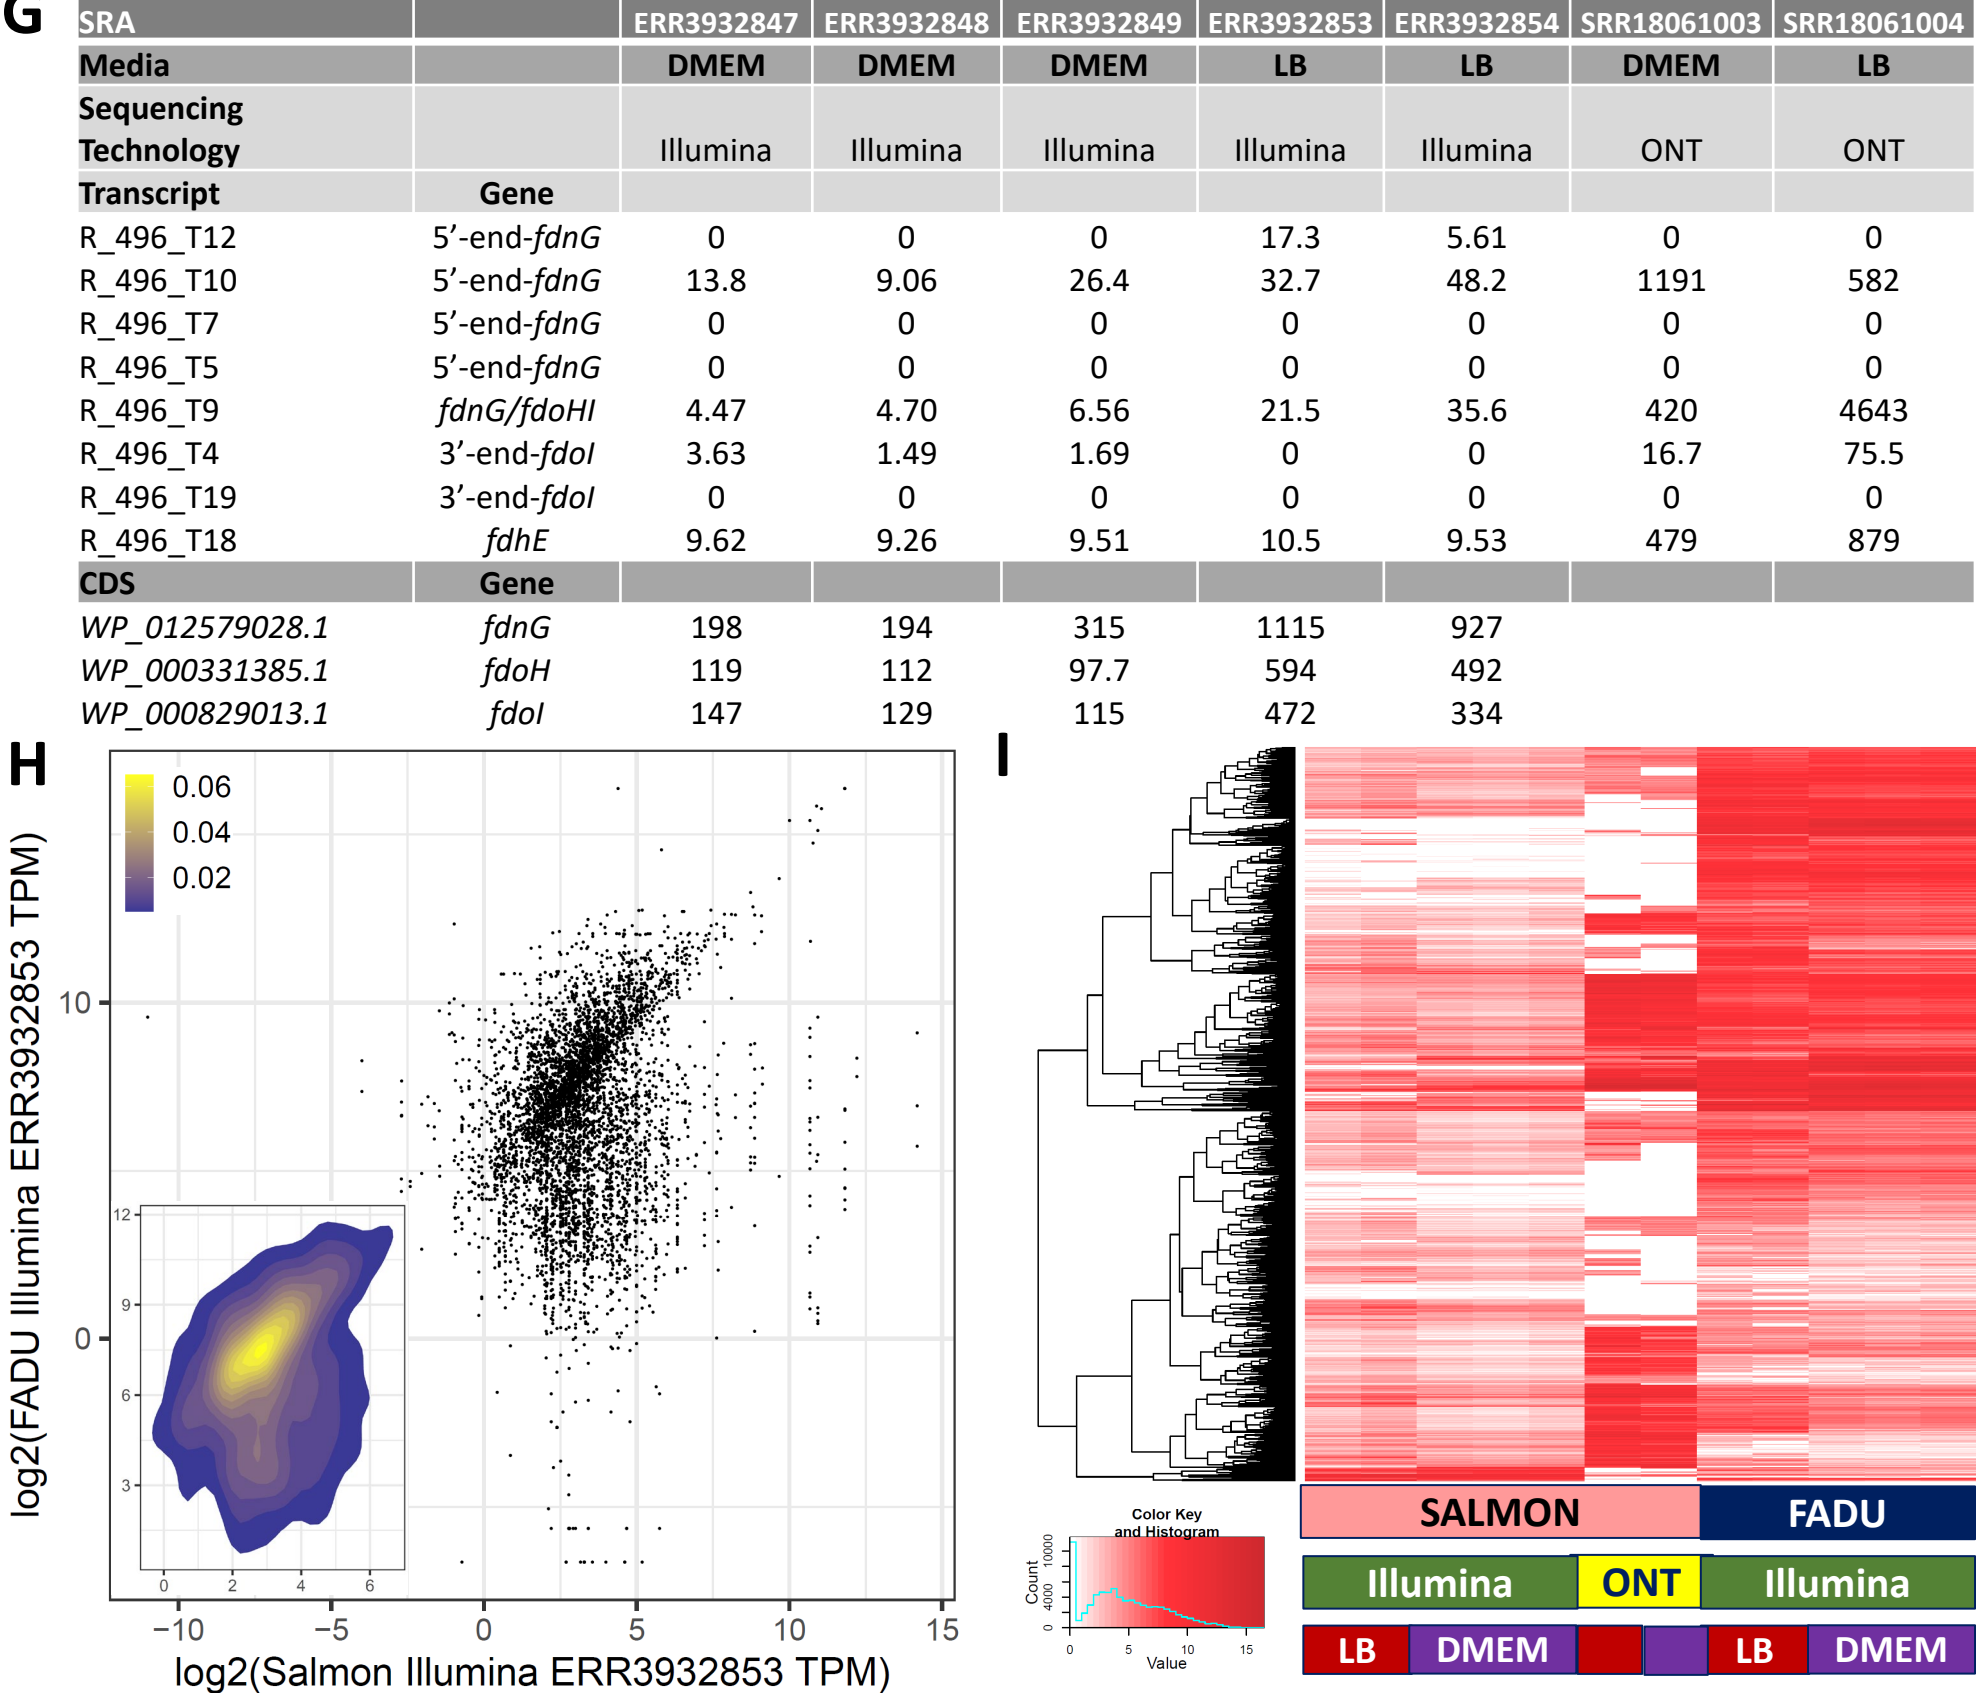 G
SRA ERR3932847 ERR3932848 ERR3932849 ERR3932853 ERR3932854 SRR18061003 SRR18061004
Media DMEM DMEM DMEM LB LB DMEM LB
Sequencing
Technology Illumina Illumina Illumina Illumina Illumina ONT ONT
Transcript Gene
R_496_T12 5’-end-fdnG 0 0 0 17.3 5.61 0 0
R_496_T10 5’-end-fdnG 13.8 9.06 26.4 32.7 48.2 1191 582
R_496_T7 5’-end-fdnG 0 0 0 0 0 0 0
R_496_T5 5’-end-fdnG 0 0 0 0 0 0 0
R_496_T9 fdnG/fdoHI 4.47 4.70 6.56 21.5 35.6 420 4643
R_496_T4 3’-end-fdoI 3.63 1.49 1.69 0 0 16.7 75.5
R_496_T19 3’-end-fdoI 0 0 0 0 0 0 0
R_496_T18 fdhE 9.62 9.26 9.51 10.5 9.53 479 879
CDS Gene
WP_012579028.1 fdnG 198 194 315 1115 927
WP_000331385.1 fdoH 119 112 97.7 594 492
WP_000829013.1 fdoI 147 129 115 472 334
H
0.06
0.04
0.02
log2(FADU Illumina ERR3932853 TPM)
10
0
12
9
6
3
0 2 4 6
−10 −5 0 5 10 15
log2(Salmon Illumina ERR3932853 TPM)
I
SALMON FADU
Illumina ONT Illumina
LB DMEM LB DMEM
Color Key
and Histogram
Count
0 4000 10000
0 5 10 15
Value